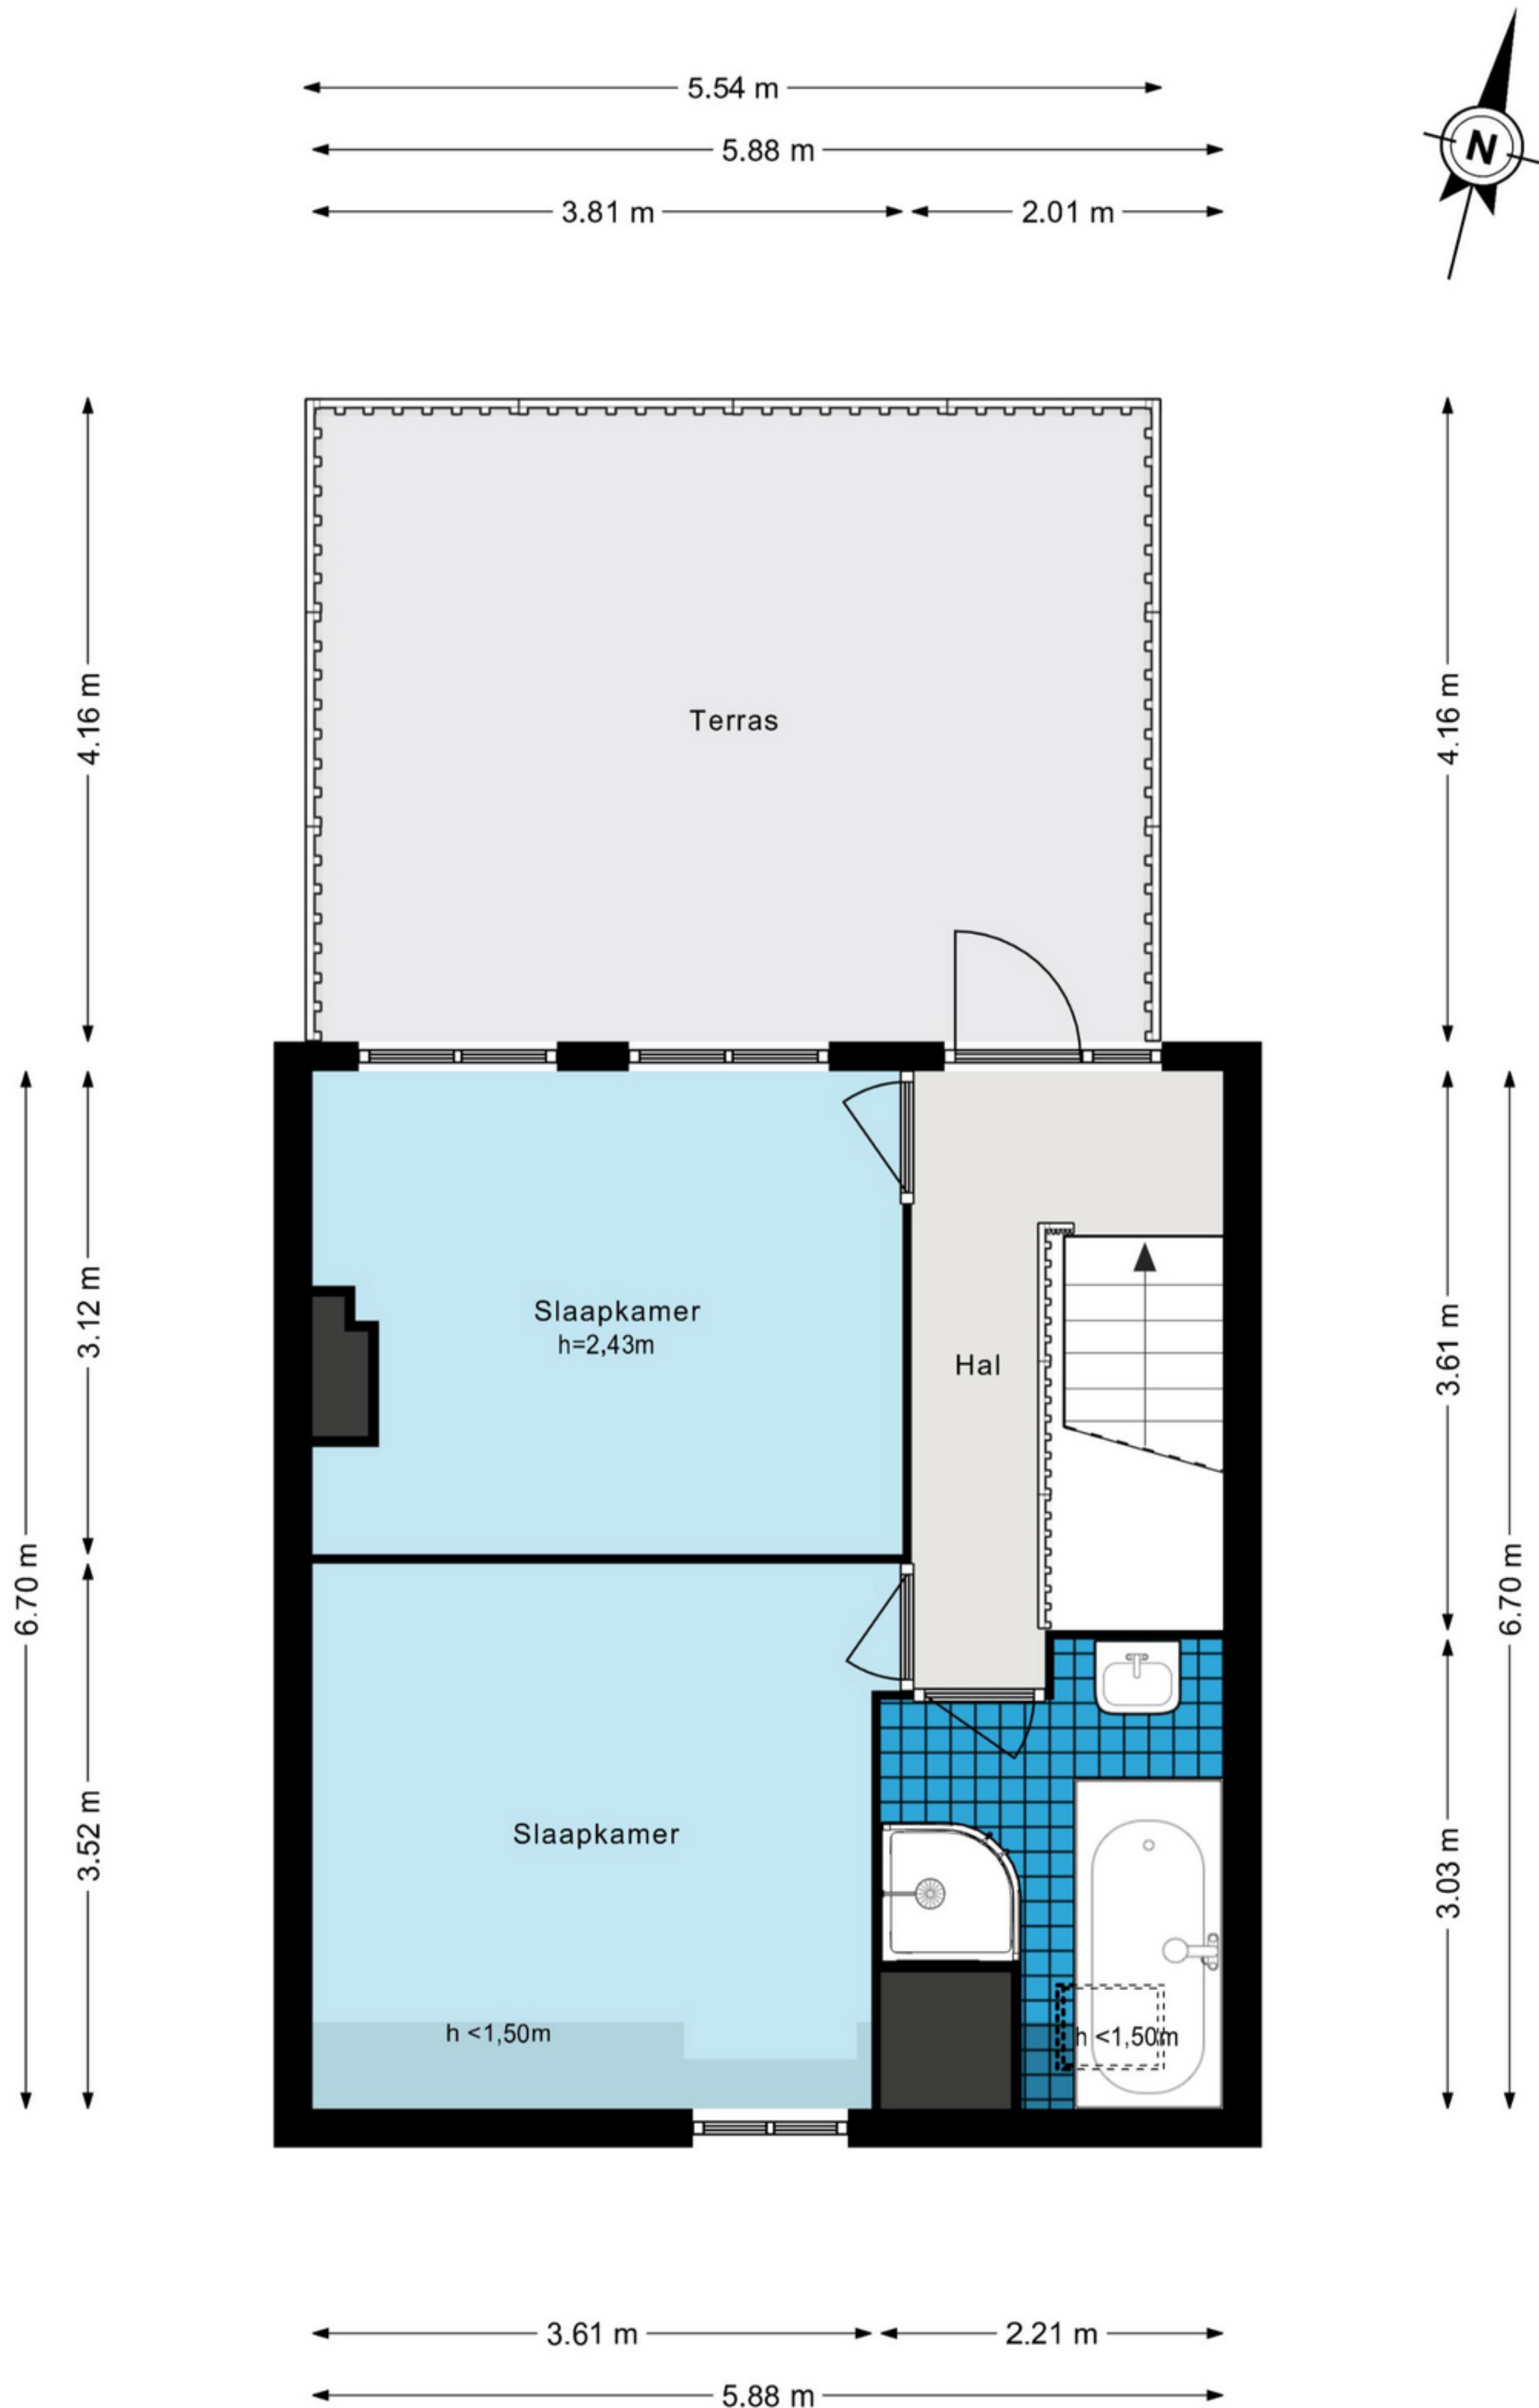 5.54 m
5.88 m
3.81 m
2.01 m
N
4.16 m
4.16 m
Terras
6.70 m
3.12 m
Slaapkamer
h=2,43m
Hal
3.61 m
6.70 m
3.52 m
Slaapkamer
3.03 m
h <1,50m
h <1,50m
3.61 m
2.21 m
5.88 m